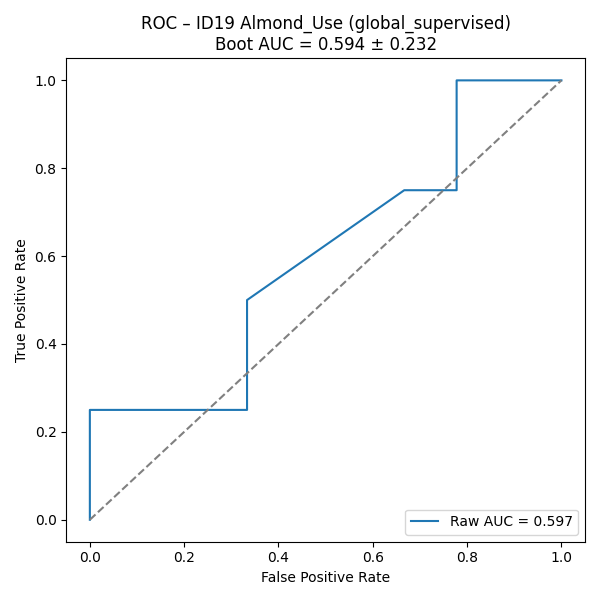 ROC – ID19 Almond_Use (global_supervised)
Boot AUC = 0.594 ± 0.232
1.0
0.8
0.6
0.4
0.2
0.0
True Positive Rate
Raw AUC = 0.597
0.0 0.2 0.4 0.6 0.8 1.0
False Positive Rate